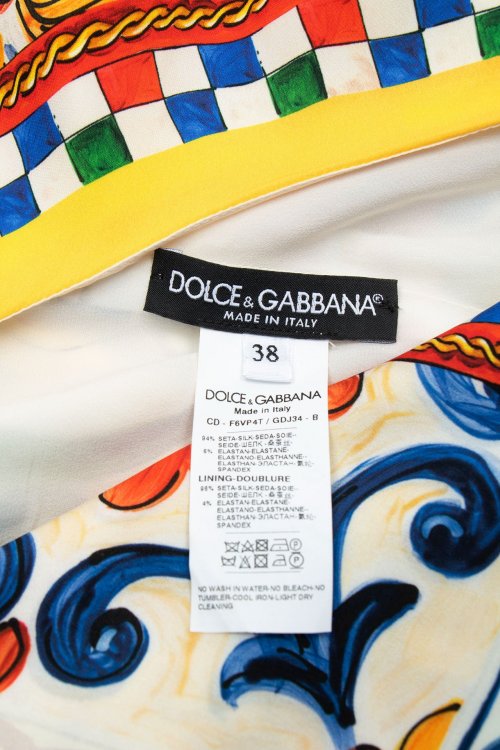 DOLCE & GABBANA®
MADE IN ITALY
38
DOLCE & GABBANA
Made in Italy
CD - F6VP4T / GDJ34 - B
94% SETA-SILK-SEDA-SOIE-
SEIDE-ШЕЛК-桑蚕丝-
6% ELASTAN-ELASTANE-
ELASTANO-ELASTHANNE-
ELASTHAN-ЭЛАСТАН-氨纶-
SPANDEX
LINING-DOUBLURE
96% SETA-SILK-SEDA-SOIE-
SEIDE-ШЕЛК-桑蚕丝-
4% ELASTAN-ELASTANE-
ELASTANO-ELASTHANNE-
ELASTHAN-ЭЛАСТАН-氨纶-
SPANDEX
NO WASH IN WATER-NO BLEACH-NO
TUMBLER-COOL IRON-LIGHT DRY
CLEANING